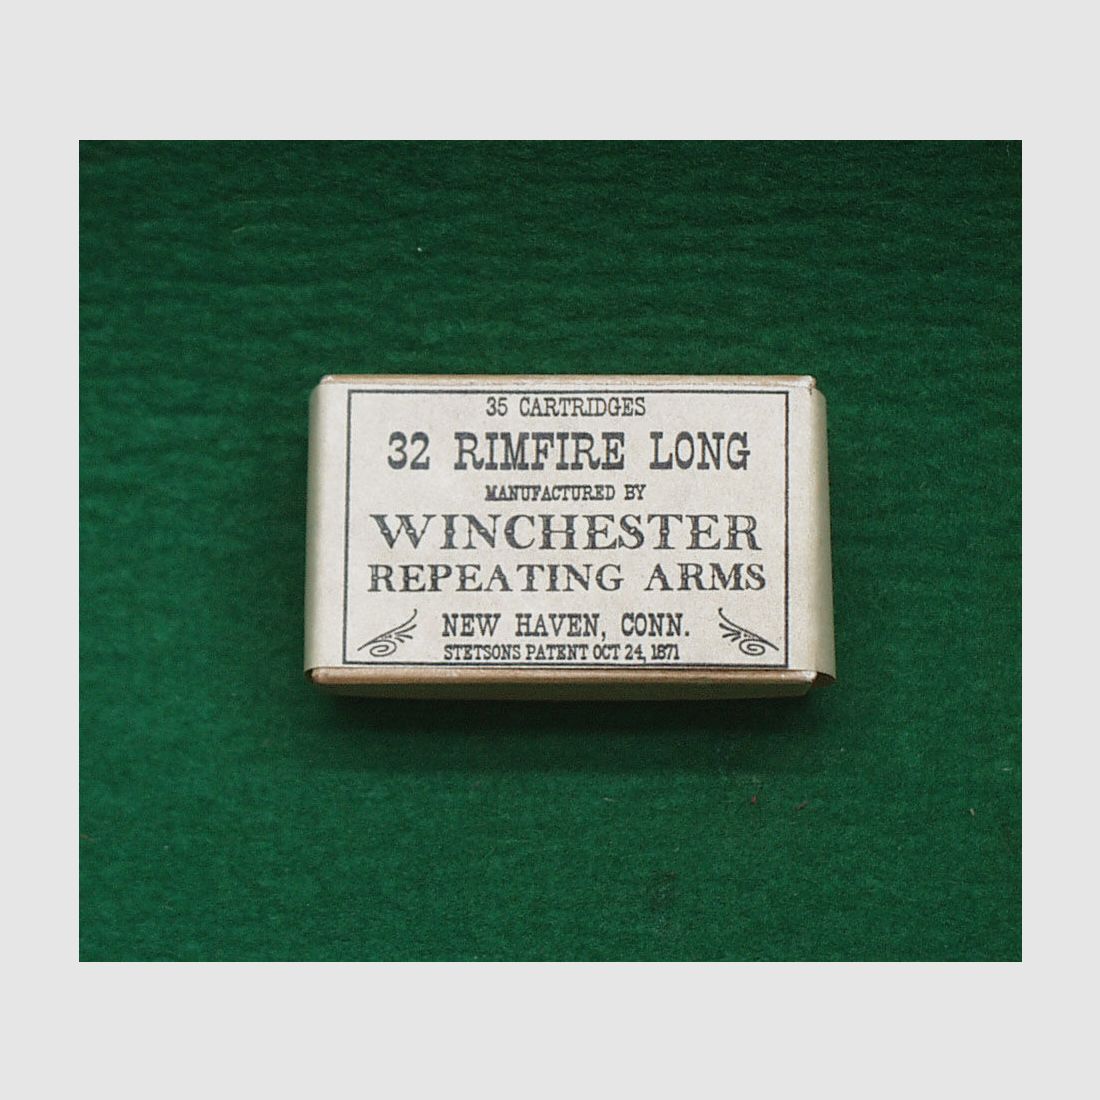 35 CARTRIDGES
32 RIMFIRE LONG
MANUFACTURED BY
WINCHESTER
REPEATING ARMS
NEW HAVEN, CONN.
STETSONS PATENT OCT 24, 1871